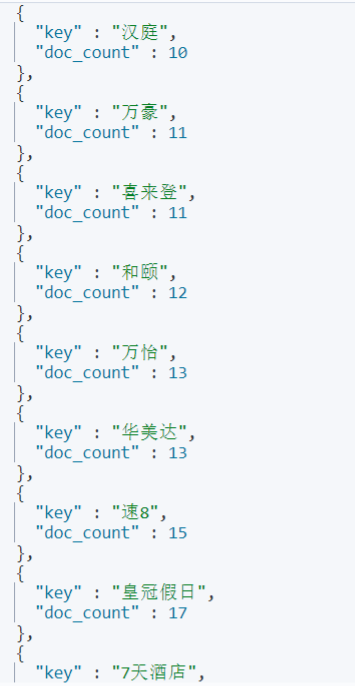 {
"key" : "汉庭",
"doc_count" : 10
},
{
"key" : "万豪",
"doc_count" : 11
},
{
"key" : "喜来登",
"doc_count" : 11
},
{
"key" : "和颐",
"doc_count" : 12
},
{
"key" : "万怡",
"doc_count" : 13
},
{
"key" : "华美达",
"doc_count" : 13
},
{
"key" : "速8",
"doc_count" : 15
},
{
"key" : "皇冠假日",
"doc_count" : 17
},
{
"key" : "7天酒店",